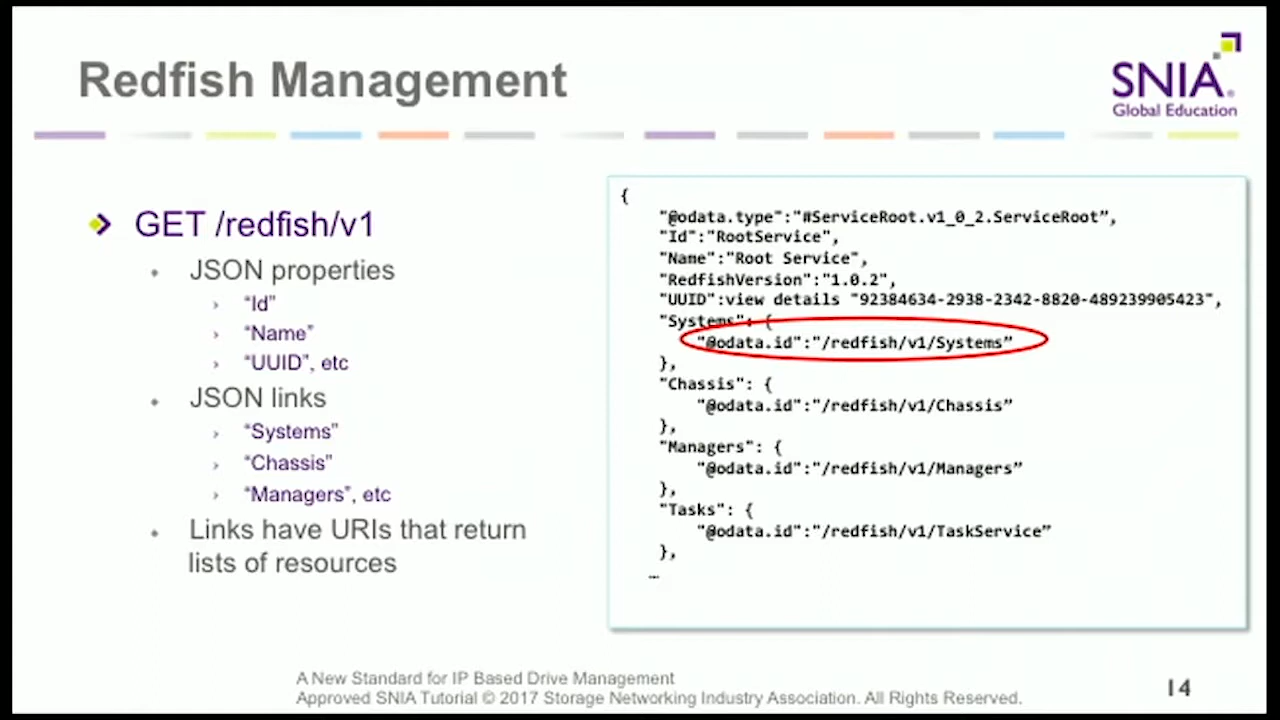 Redfish Management
SNIA.
Global Education
GET /redfish/v1
JSON properties
“Id”
“Name”
“UUID”, etc
JSON links
“Systems”
“Chassis”
“Managers”, etc
Links have URIs that return
lists of resources
{
"@odata.type":"#ServiceRoot.v1_0_2.ServiceRoot”,
"Id":"RootService",
"Name":"Root Service",
"RedfishVersion":"1.0.2",
"UUID":view details "92384634-2938-2342-8820-489239905423",
"Systems": {
"@odata.id":"/redfish/v1/Systems”
},
"Chassis": {
"@odata.id":"/redfish/v1/Chassis”
},
"Managers": {
"@odata.id":"/redfish/v1/Managers”
},
"Tasks": {
"@odata.id":"/redfish/v1/TaskService”
},
…
A New Standard for IP Based Drive Management
Approved SNIA Tutorial © 2017 Storage Networking Industry Association. All Rights Reserved.
14